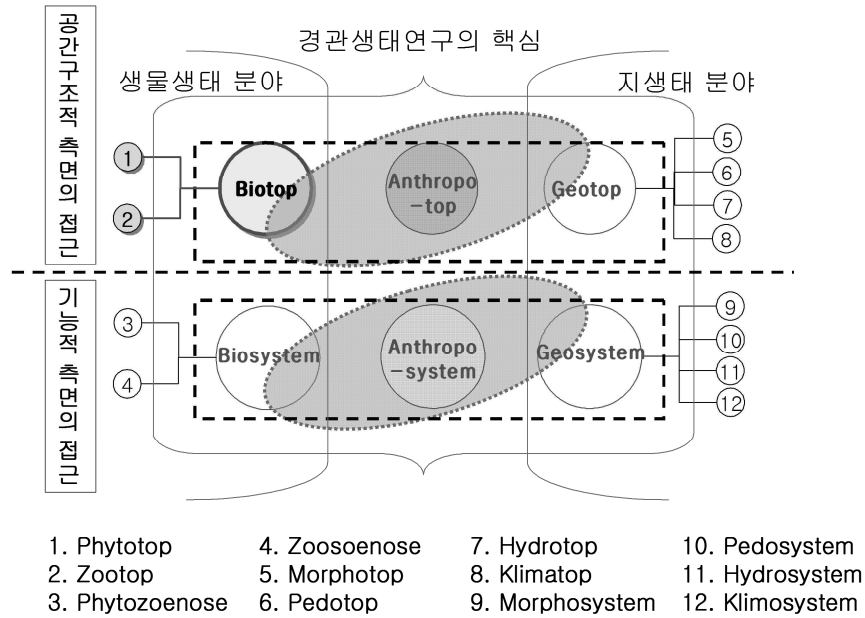 경관생태연구의 핵심
생물생태 분야
지생태 분야
공간구조적 측면의 접근
1
2
Biotop
Anthropo
-top
Geotop
5
6
7
8
기능적 측면의 접근
3
4
Biosystem
Anthropo
-system
Geosystem
9
10
11
12
1. Phytotop
2. Zootop
3. Phytozoenose
4. Zoosoenose
5. Morphotop
6. Pedotop
7. Hydrotop
8. Klimatop
9. Morphosystem
10. Pedosystem
11. Hydrosystem
12. Klimosystem